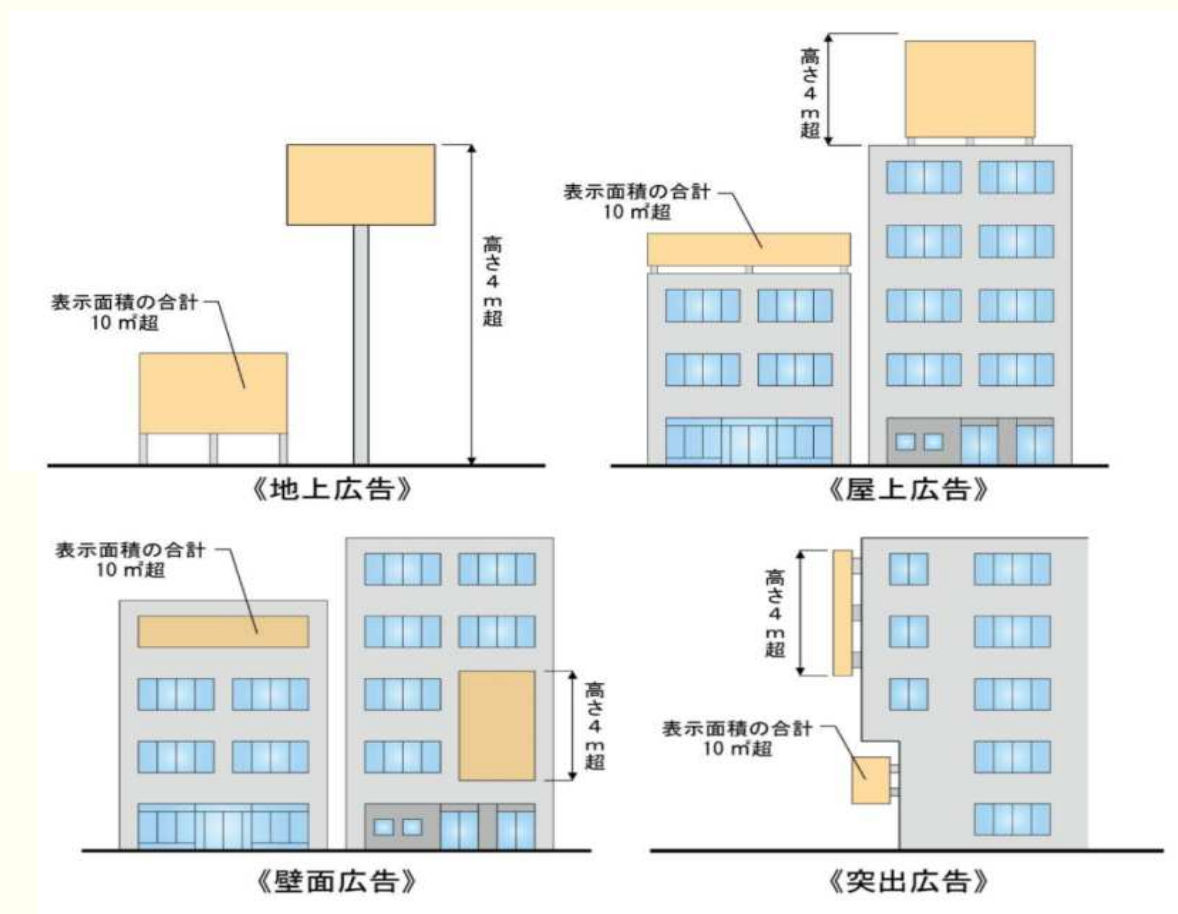 表示面積の合計
10 ㎡超
高さ4m超
《地上広告》
高さ4m超
表示面積の合計
10 ㎡超
《屋上広告》
表示面積の合計
10 ㎡超
高さ4m超
《壁面広告》
高さ4m超
表示面積の合計
10 ㎡超
《突出広告》